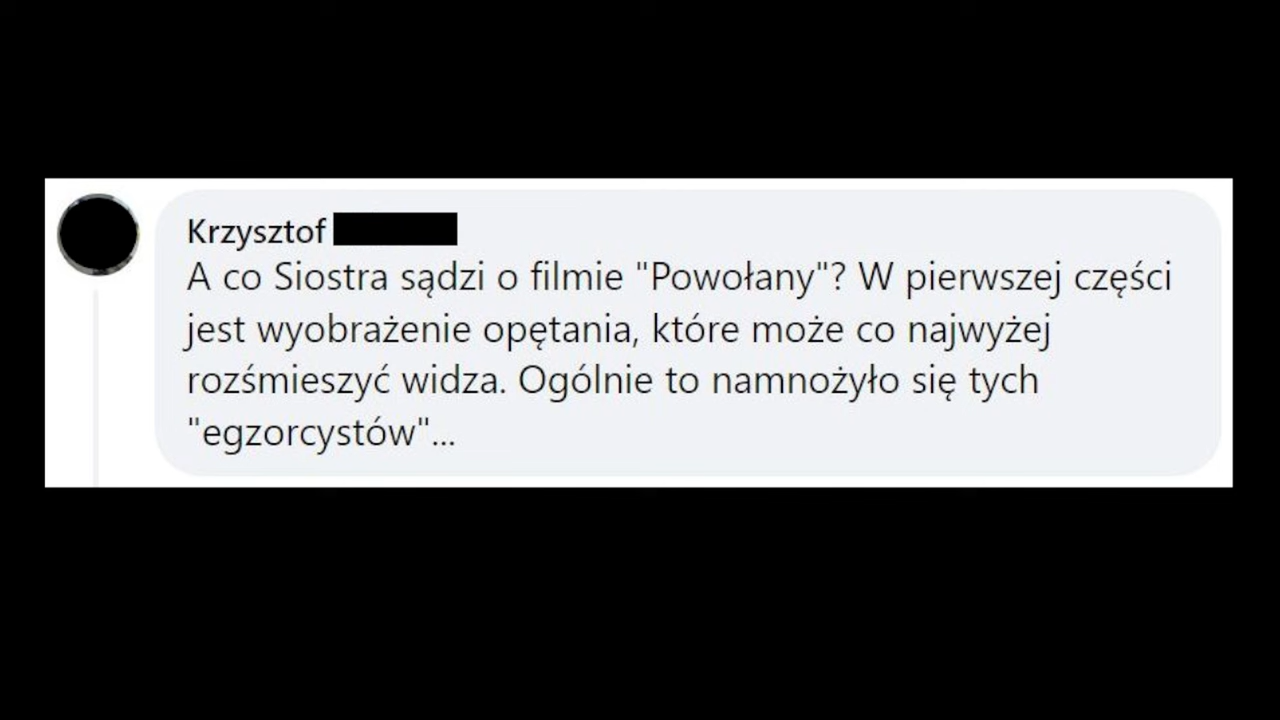 Krzysztof
A co Siostra sądzi o filmie "Powołany"? W pierwszej części
jest wyobrażenie opętania, które może co najwyżej
rozśmieszyć widza. Ogólnie to namnożyło się tych
"egzorcystów"...